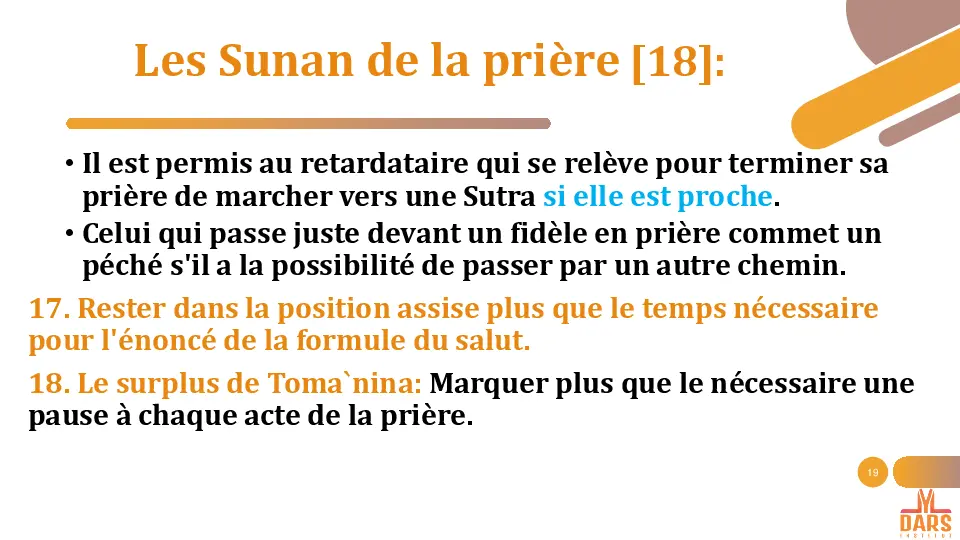 Les Sunan de la prière [18]:
• Il est permis au retardataire qui se relève pour terminer sa
prière de marcher vers une Sutra si elle est proche.
• Celui qui passe juste devant un fidèle en prière commet un
péché s'il a la possibilité de passer par un autre chemin.
17. Rester dans la position assise plus que le temps nécessaire
pour l'énoncé de la formule du salut.
18. Le surplus de Toma`nina: Marquer plus que le nécessaire une
pause à chaque acte de la prière.
19
DARS